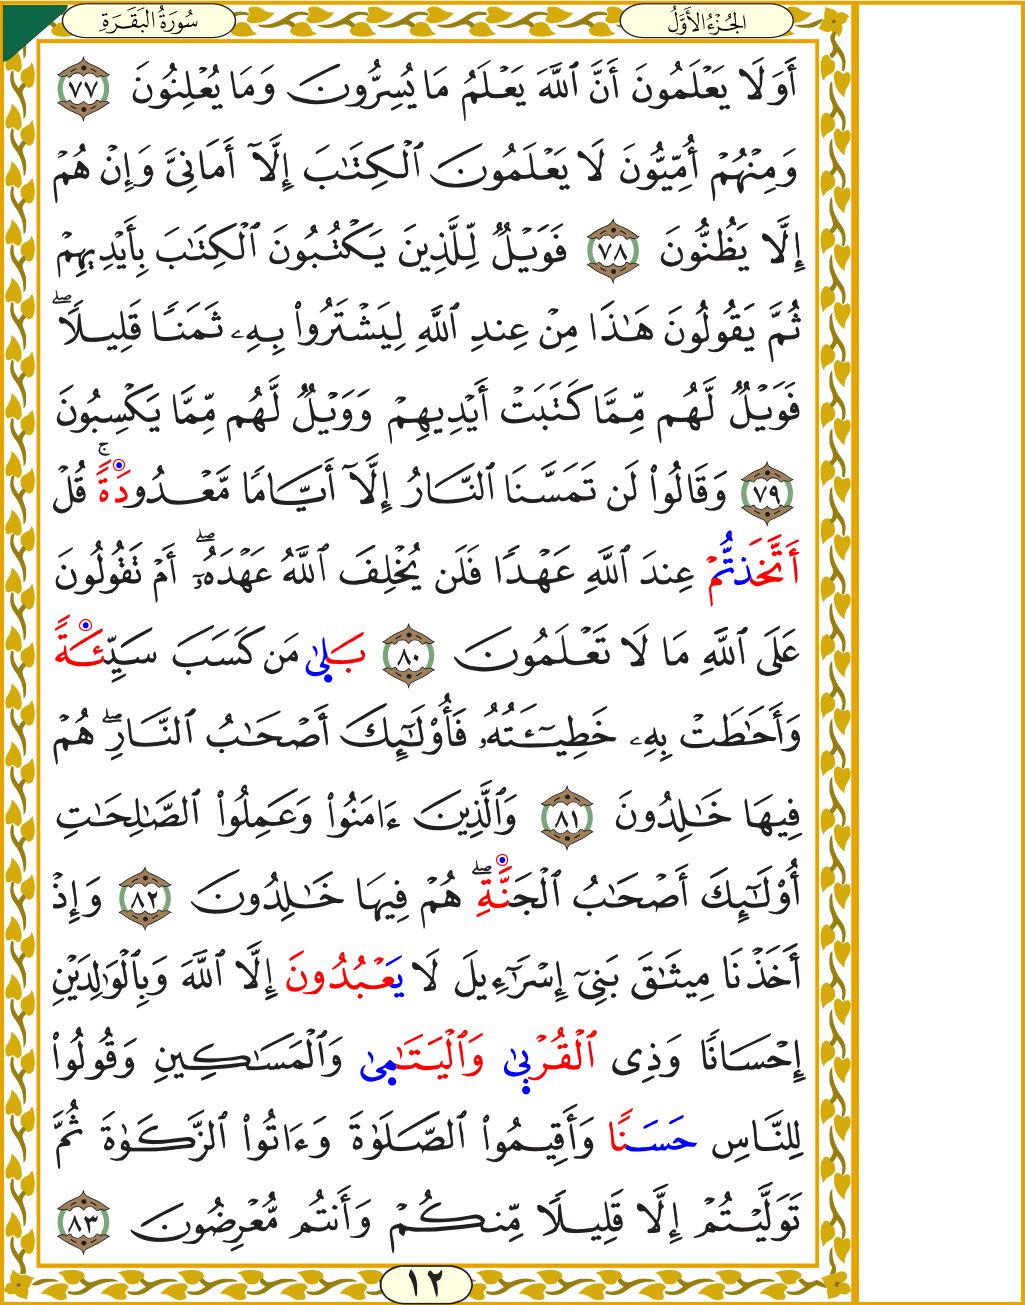 سُورَةُ البَقَرَةِ
الجُزْءُ الأَوَّلُ
أَوَلَا يَعْلَمُونَ أَنَّ ٱللَّهَ يَعْلَمُ مَا يُسِرُّونَ وَمَا يُعْلِنُونَ ٧٧
وَمِنْهُمْ أُمِّيُّونَ لَا يَعْلَمُونَ ٱلْكِتَٰبَ إِلَّآ أَمَانِىَّ وَإِنْ هُمْ
إِلَّا يَظُنُّونَ ٧٨ فَوَيْلٌ لِّلَّذِينَ يَكْتُبُونَ ٱلْكِتَٰبَ بِأَيْدِيهِمْ
ثُمَّ يَقُولُونَ هَٰذَا مِنْ عِندِ ٱللَّهِ لِيَشْتَرُوا۟ بِهِۦ ثَمَنًا قَلِيلًا ۖ
فَوَيْلٌ لَّهُم مِّمَّا كَتَبَتْ أَيْدِيهِمْ وَوَيْلٌ لَّهُم مِّمَّا يَكْسِبُونَ
٧٩ وَقَالُوا۟ لَن تَمَسَّنَا ٱلنَّارُ إِلَّآ أَيَّامًا مَّعْدُودَةً ۚ قُلْ
أَتَّخَذتُّمْ عِندَ ٱللَّهِ عَهْدًا فَلَن يُخْلِفَ ٱللَّهُ عَهْدَهُۥٓ ۖ أَمْ تَقُولُونَ
عَلَى ٱللَّهِ مَا لَا تَعْلَمُونَ ٨٠ بَلىٰ مَن كَسَبَ سَيِّئَةً
وَأَحَٰطَتْ بِهِۦ خَطِيٓـَٔتُهُۥ فَأُو۟لَٰٓئِكَ أَصْحَٰبُ ٱلنَّارِ ۖ هُمْ
فِيهَا خَٰلِدُونَ ٨١ وَٱلَّذِينَ ءَامَنُوا۟ وَعَمِلُوا۟ ٱلصَّٰلِحَٰتِ
أُو۟لَٰٓئِكَ أَصْحَٰبُ ٱلْجَنَّةِ ۖ هُمْ فِيهَا خَٰلِدُونَ ٨٢ وَإِذْ
أَخَذْنَا مِيثَٰقَ بَنِىٓ إِسْرَٰٓءِيلَ لَا يَعْبُدُونَ إِلَّا ٱللَّهَ وَبِٱلْوَٰلِدَيْنِ
إِحْسَانًا وَذِى ٱلْقُرْبىٰ وَٱلْيَتَٰمىٰ وَٱلْمَسَٰكِينِ وَقُولُوا۟
لِلنَّاسِ حَسَنًا وَأَقِيمُوا۟ ٱلصَّلَوٰةَ وَءَاتُوا۟ ٱلزَّكَوٰةَ ثُمَّ
تَوَلَّيْتُمْ إِلَّا قَلِيلًا مِّنكُمْ وَأَنتُم مُّعْرِضُونَ ٨٣
١٢